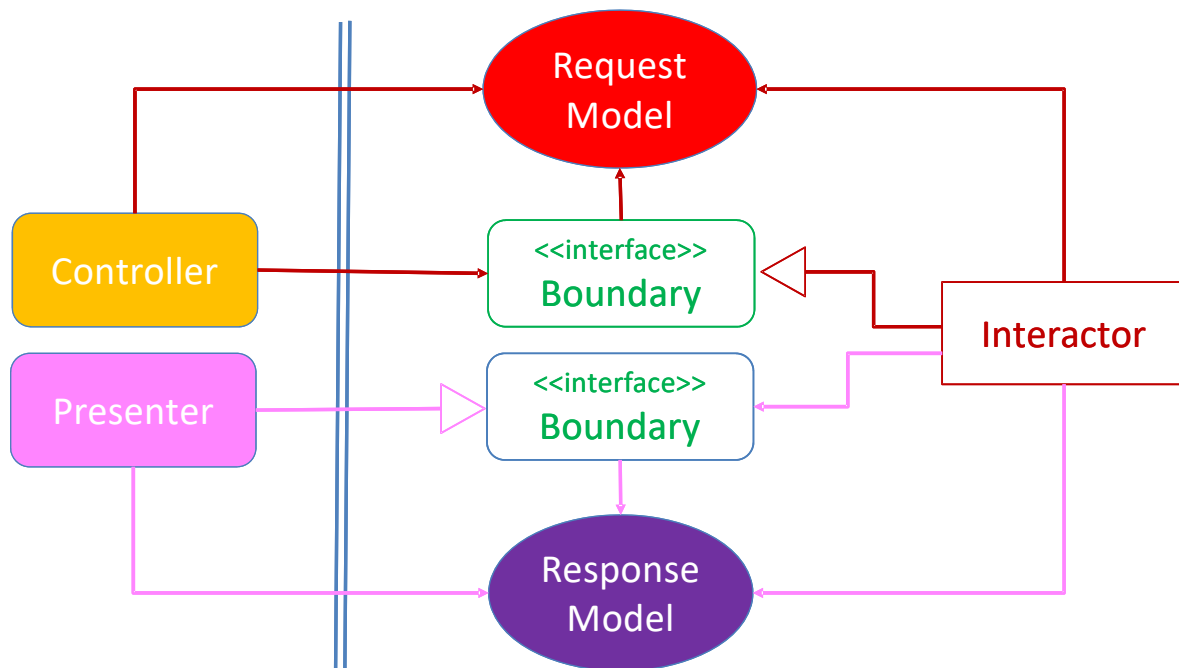 Request
Model
Controller
<<interface>>
Boundary
Interactor
Presenter
<<interface>>
Boundary
Response
Model